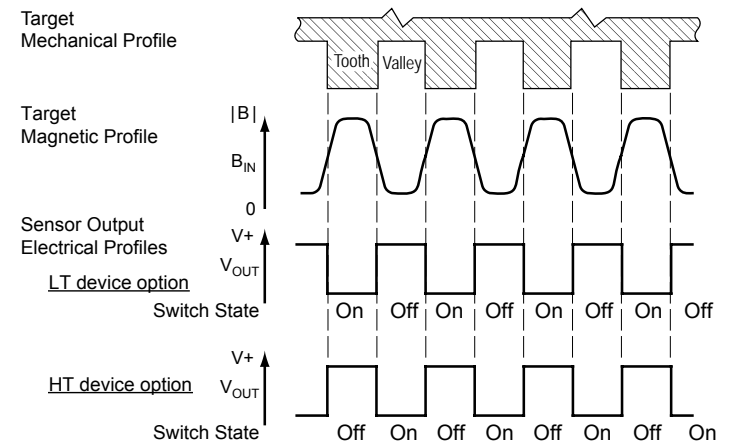 Target
Mechanical Profile
Tooth Valley
Target
Magnetic Profile
|B|
B_IN
0
Sensor Output
Electrical Profiles
V+
V_OUT
LT device option
Switch State On Off On Off On Off On Off
V+
HT device option V_OUT
Switch State Off On Off On Off On Off On